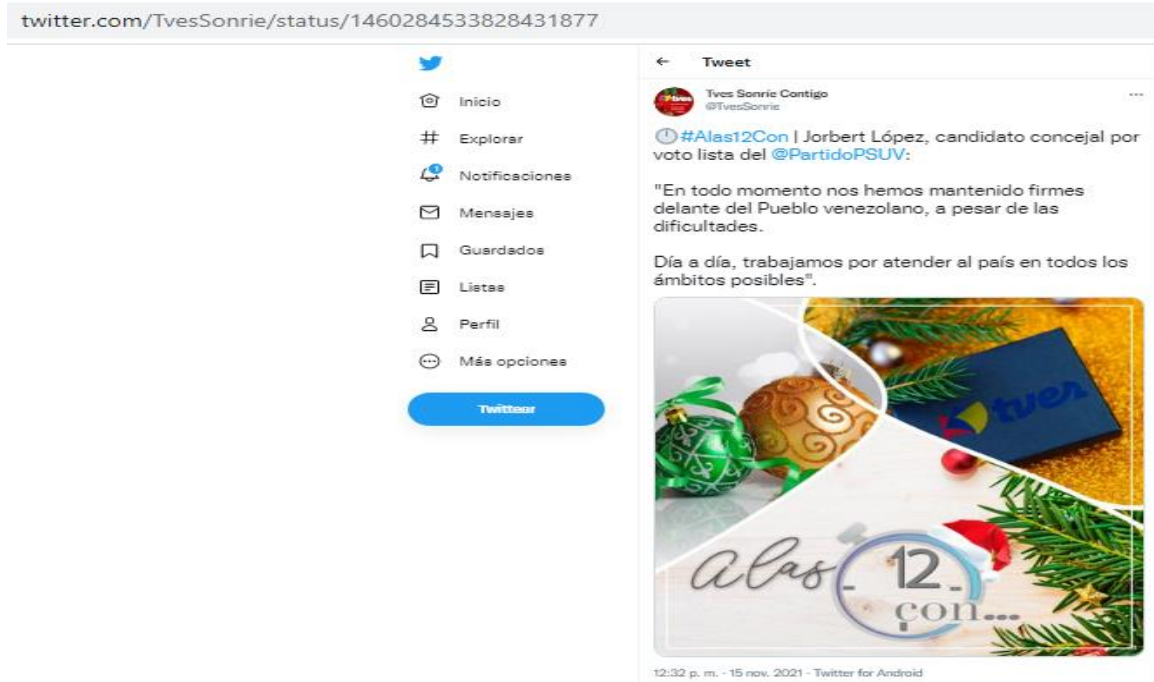 twitter.com/TvesSonrie/status/1460284533828431877
Inicio
Explorar
1
Notificaciones
Mensajes
Guardados
Listas
Perfil
Más opciones
Twittear
Tweet
tves
Tves Sonríe Contigo
@TvesSonrie
#Alas12Con | Jorbert López, candidato concejal por
voto lista del @PartidoPSUV:
"En todo momento nos hemos mantenido firmes
delante del Pueblo venezolano, a pesar de las
dificultades.
Día a día, trabajamos por atender al país en todos los
ámbitos posibles".
tves
a las 12
con...
12:32 p. m. · 15 nov. 2021 · Twitter for Android